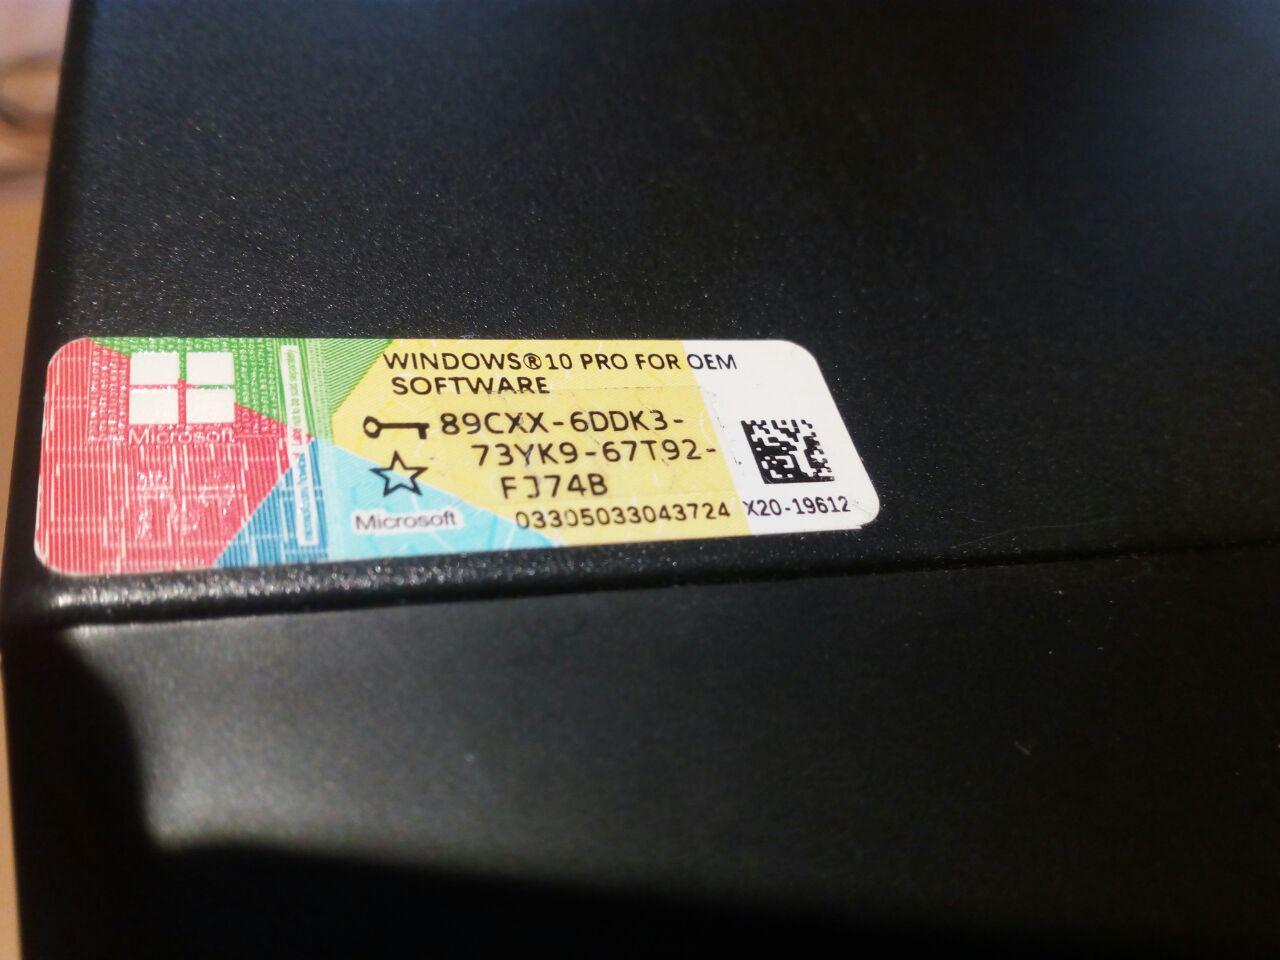 Microsoft
WINDOWS®10 PRO FOR OEM
SOFTWARE
89CXX-6DDK3-
73YK9-67T92-
FJ74B
Microsoft
03305033043724
X20-19612